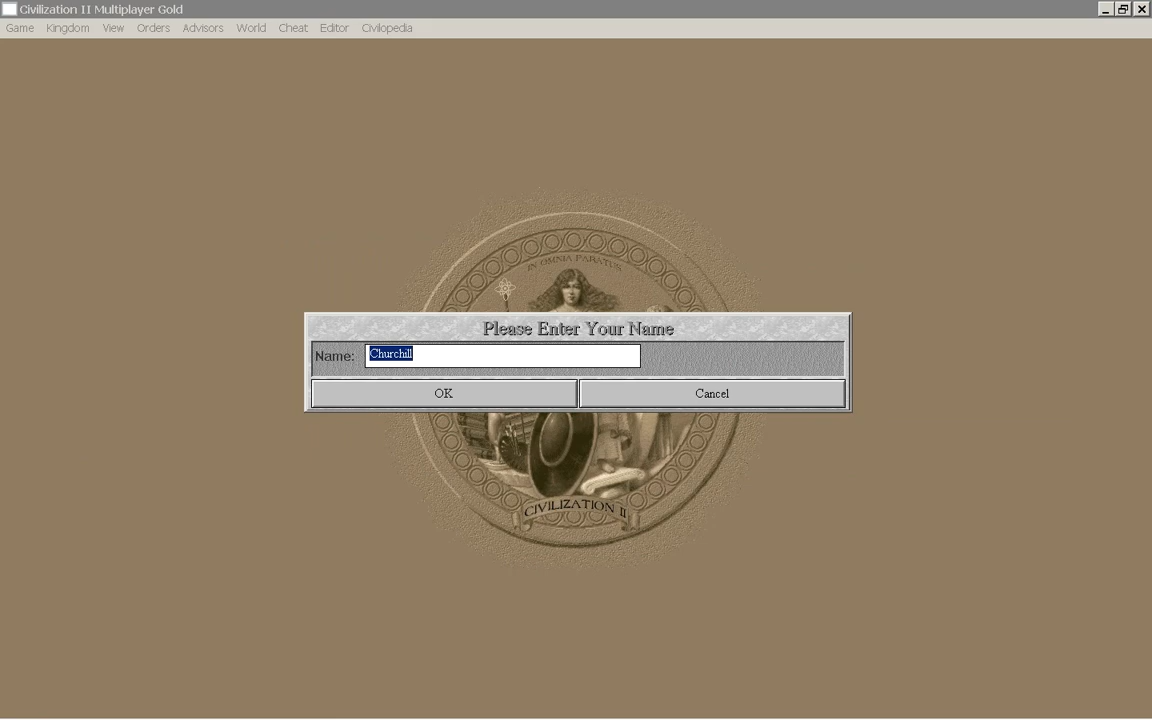 Civilization II Multiplayer Gold
Game Kingdom View Orders Advisors World Cheat Editor Civilopedia
IN OMNIA PARATUS
Please Enter Your Name
Name: Churchill
OK Cancel
CIVILIZATION II